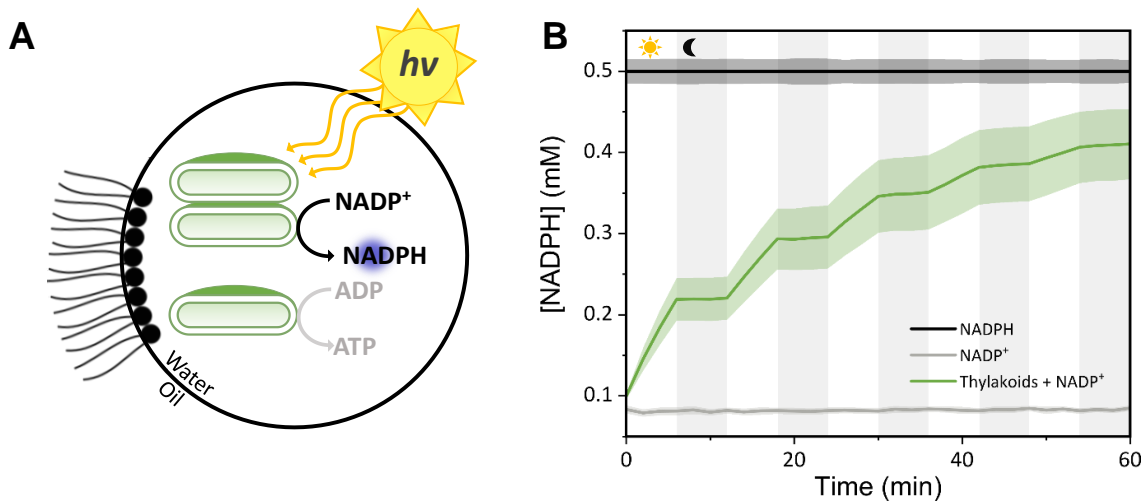 A
hv
NADP⁺
NADPH
ADP
ATP
Water
Oil
B
[NADPH] (mM)
0.5
0.4
0.3
0.2
0.1
NADPH
NADP⁺
Thylakoids + NADP⁺
0 20 40 60
Time (min)